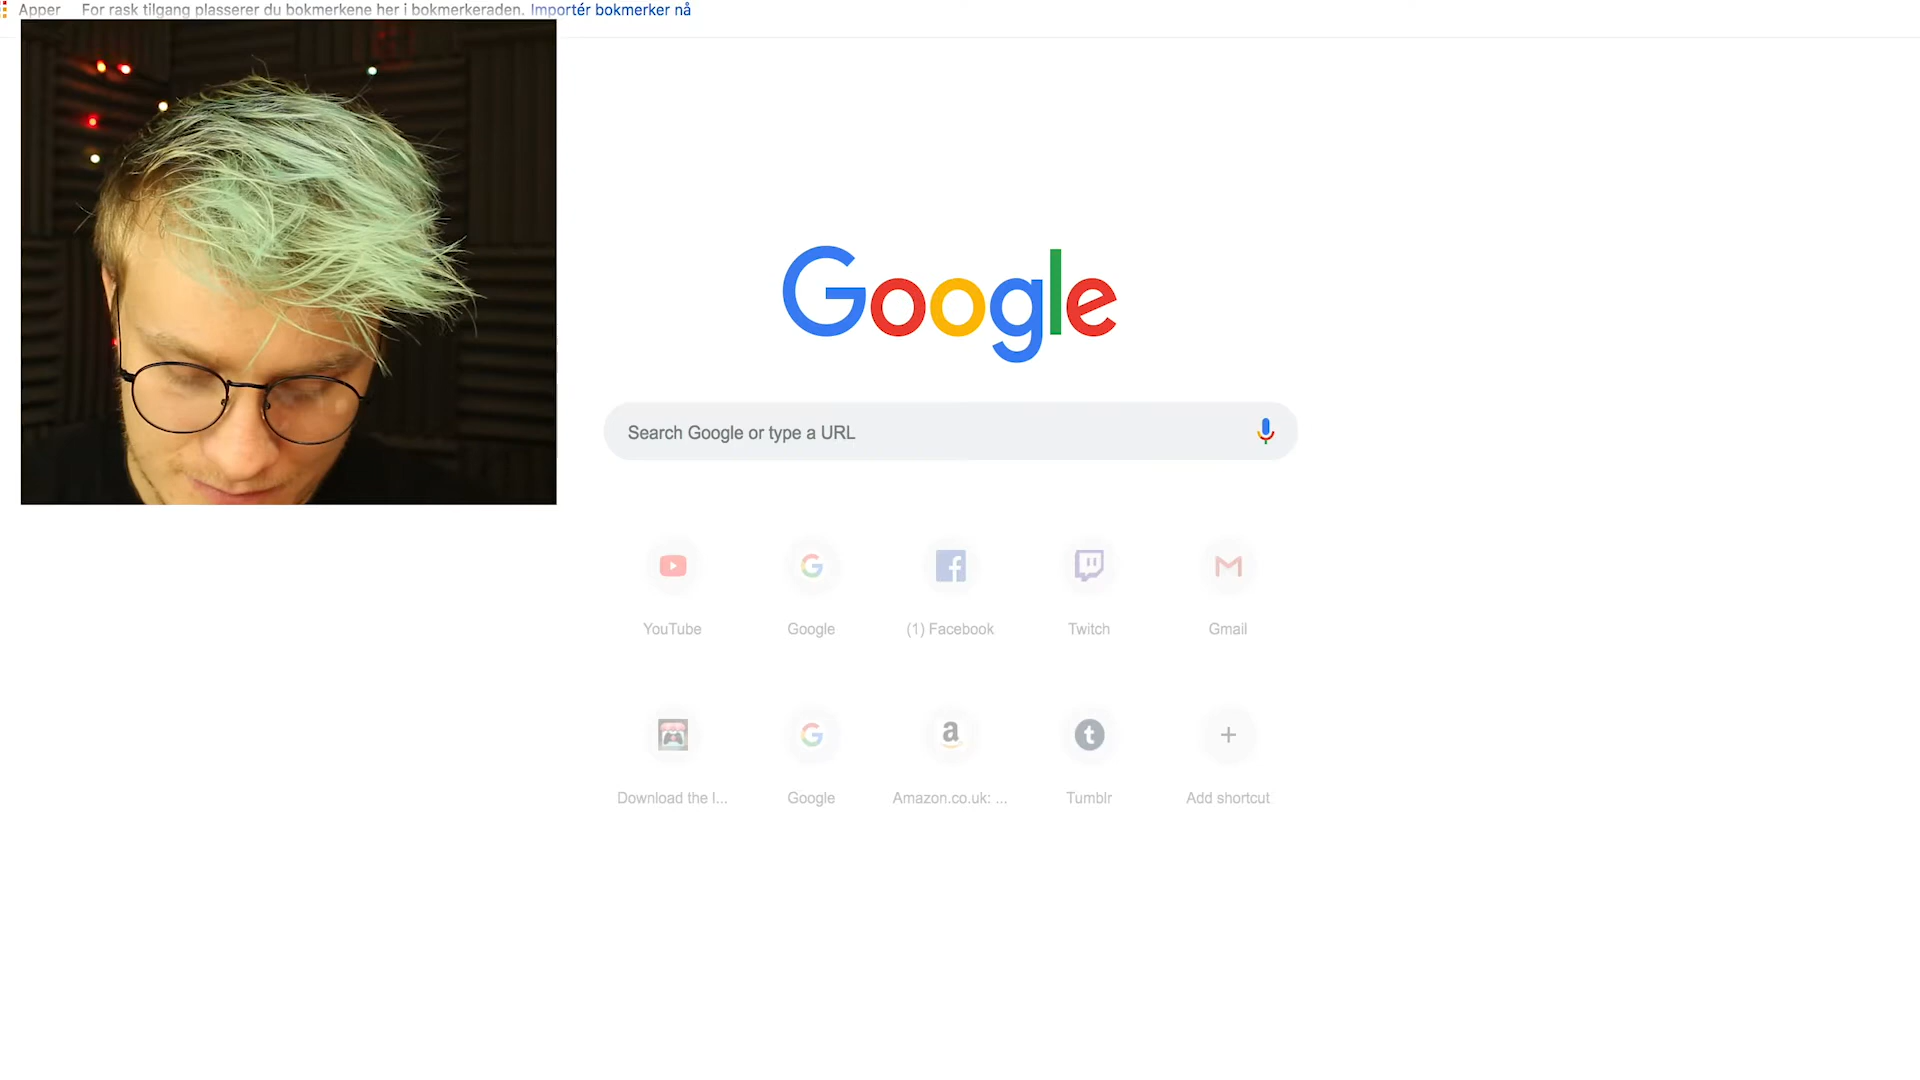 Apper For rask tilgang plasserer du bokmerkene her i bokmerkeraden. Importér bokmerker nå
Google
Search Google or type a URL
YouTube Google (1) Facebook Twitch Gmail
Download the l... Google Amazon.co.uk: ... Tumblr Add shortcut